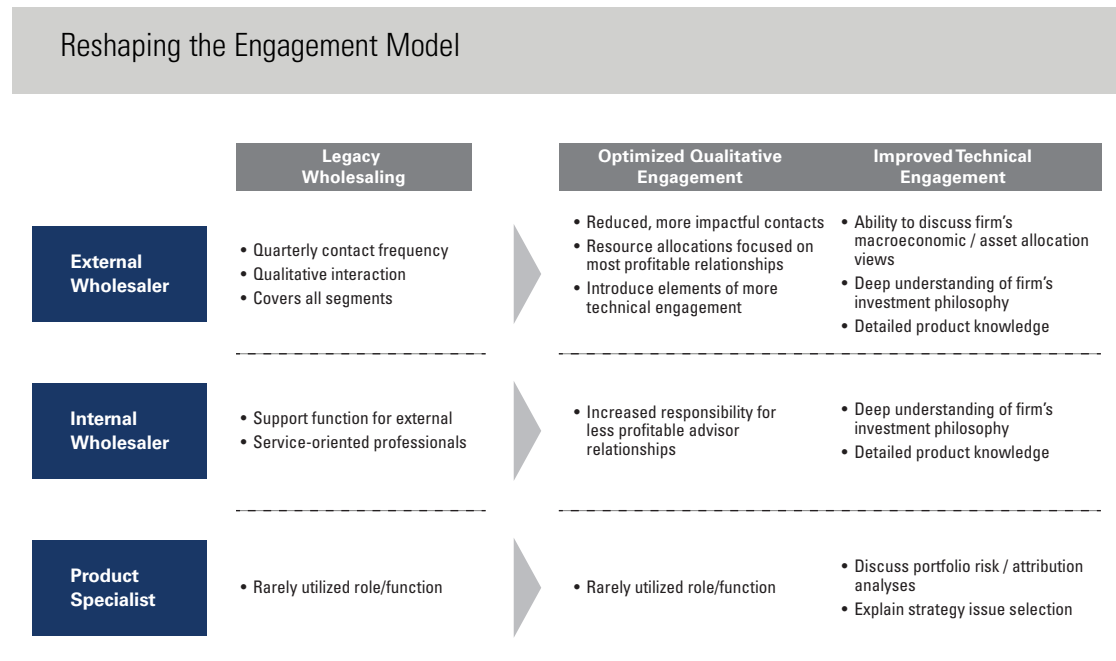 Reshaping the Engagement Model
Legacy
Wholesaling
Optimized Qualitative
Engagement
Improved Technical
Engagement
External
Wholesaler
• Quarterly contact frequency
• Qualitative interaction
• Covers all segments
• Reduced, more impactful contacts
• Resource allocations focused on
most profitable relationships
• Introduce elements of more
technical engagement
• Ability to discuss firm's
macroeconomic / asset allocation
views
• Deep understanding of firm's
investment philosophy
• Detailed product knowledge
Internal
Wholesaler
• Support function for external
• Service-oriented professionals
• Increased responsibility for
less profitable advisor
relationships
• Deep understanding of firm's
investment philosophy
• Detailed product knowledge
Product
Specialist
• Rarely utilized role/function
• Rarely utilized role/function
• Discuss portfolio risk / attribution
analyses
• Explain strategy issue selection